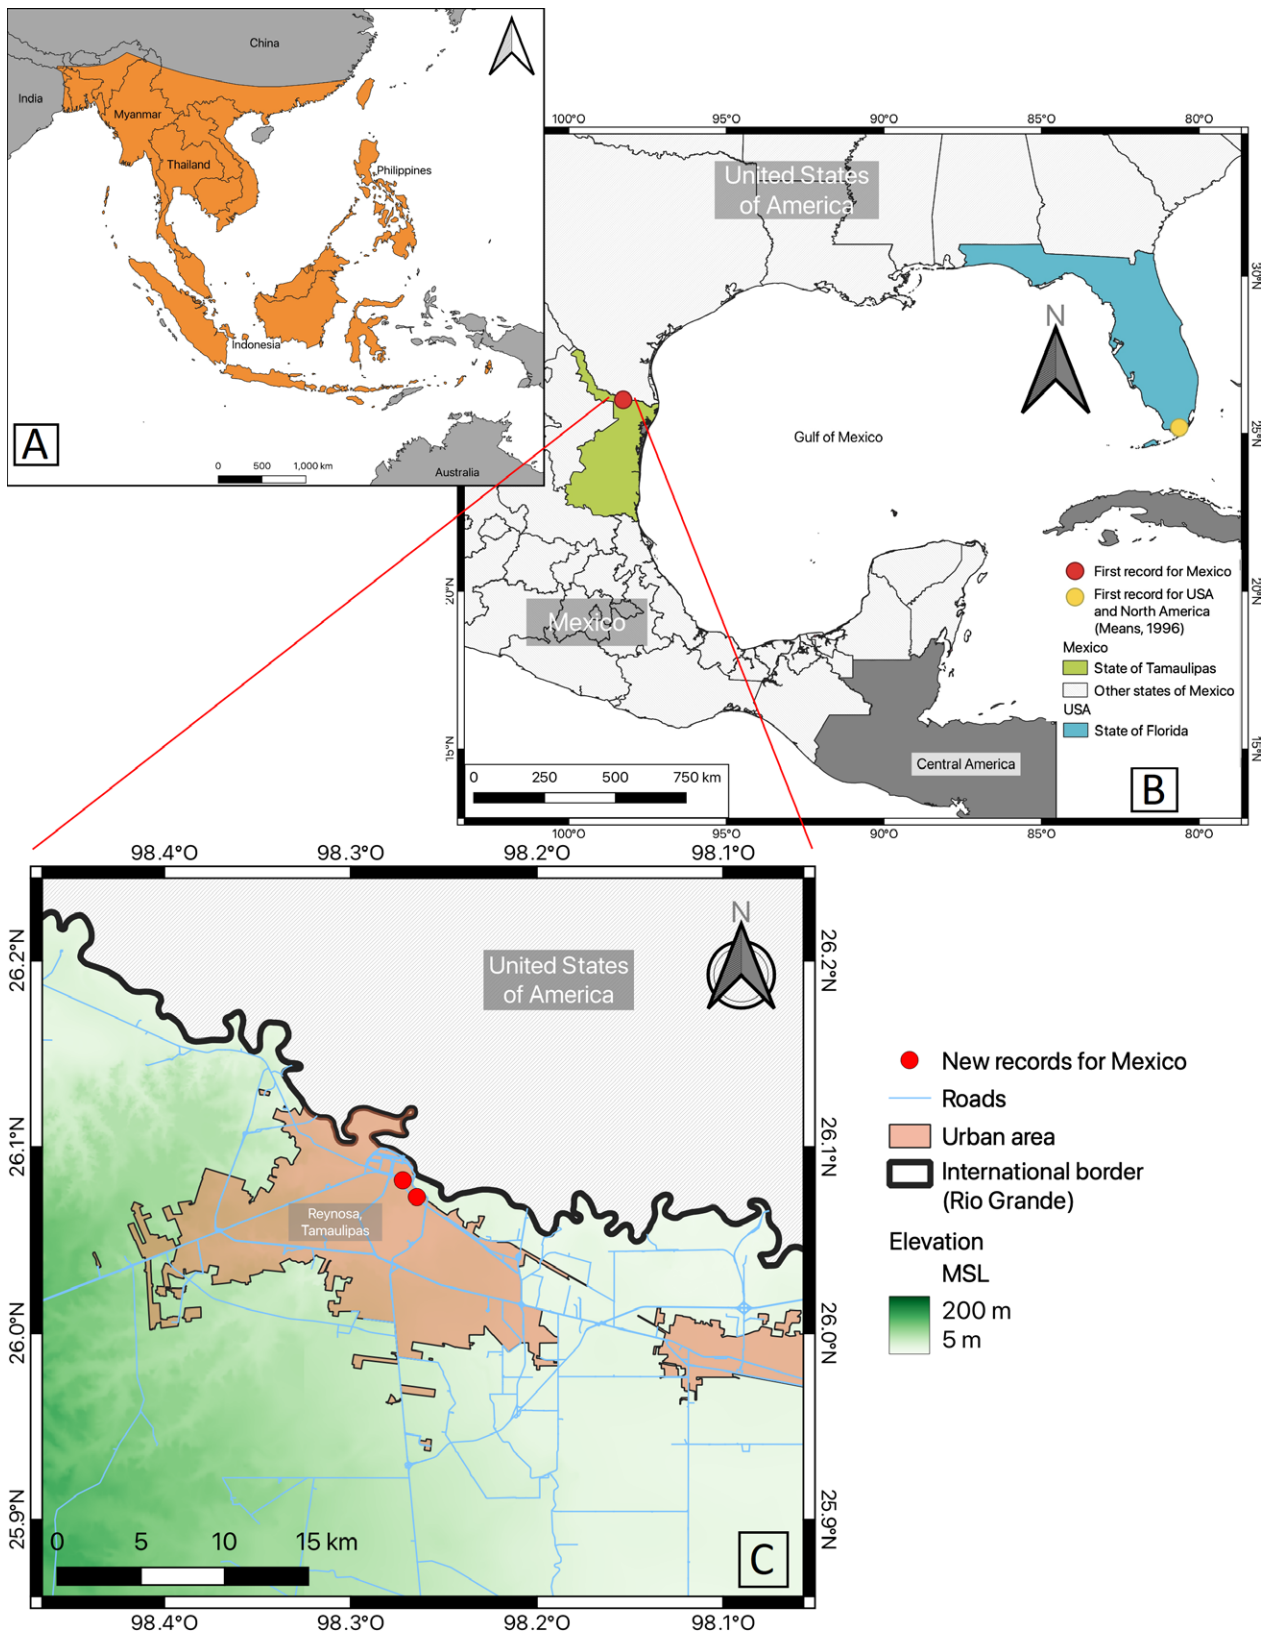 China
India
Myanmar
Thailand
Philippines
Indonesia
Australia
0 500 1,000 km
A
100°O 95°O 90°O 85°O 80°O
United States
of America
N
30°N
25°N
20°N
15°N
20°N
15°N
Gulf of Mexico
Mexico
Central America
First record for Mexico
First record for USA
and North America
(Means, 1996)
Mexico
State of Tamaulipas
Other states of Mexico
USA
State of Florida
0 250 500 750 km
B
100°O 95°O 90°O 85°O 80°O
98.4°O 98.3°O 98.2°O 98.1°O
26.2°N
26.1°N
26.0°N
25.9°N
United States
of America
N
26.2°N
26.1°N
26.0°N
25.9°N
Reynosa,
Tamaulipas
0 5 10 15 km
C
98.4°O 98.3°O 98.2°O 98.1°O
New records for Mexico
Roads
Urban area
International border
(Rio Grande)
Elevation
MSL
200 m
5 m